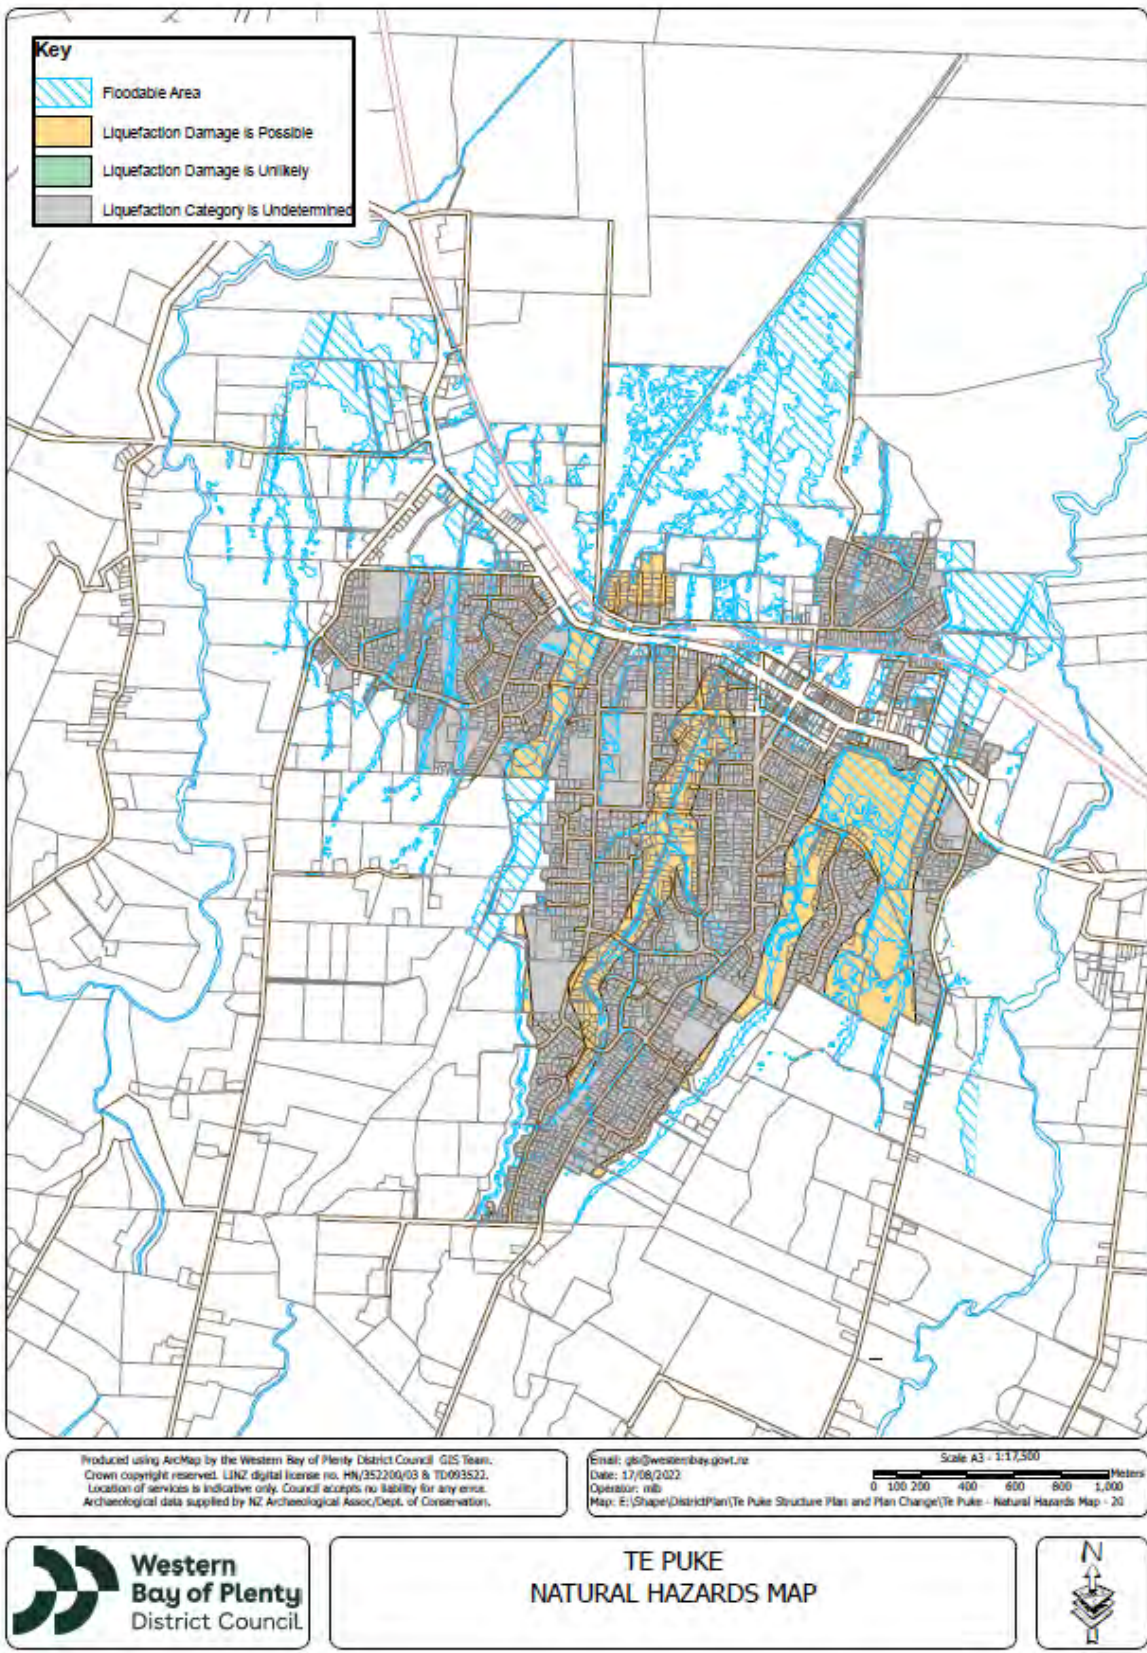 Key
Floodable Area
Liquefaction Damage is Possible
Liquefaction Damage is Unlikely
Liquefaction Category is Undetermined
Produced using ArcMap by the Western Bay of Plenty District Council GIS Team.
Crown copyright reserved. LINZ digital license no. HN/352200/03 & TD093522.
Location of services is indicative only. Council accepts no liability for any error.
Archaeological data supplied by NZ Archaeological Assoc/Dept. of Conservation.
Email: gis@westernbay.govt.nz
Date: 17/08/2022
Operator: mlb
Map: E:\Shape\DistrictPlan\Te Puke Structure Plan and Plan Change\Te Puke - Natural Hazards Map - 20
Scale A3 - 1:17,500
Meters
0 100 200 400 600 800 1,000
Western
Bay of Plenty
District Council
TE PUKE
NATURAL HAZARDS MAP
N